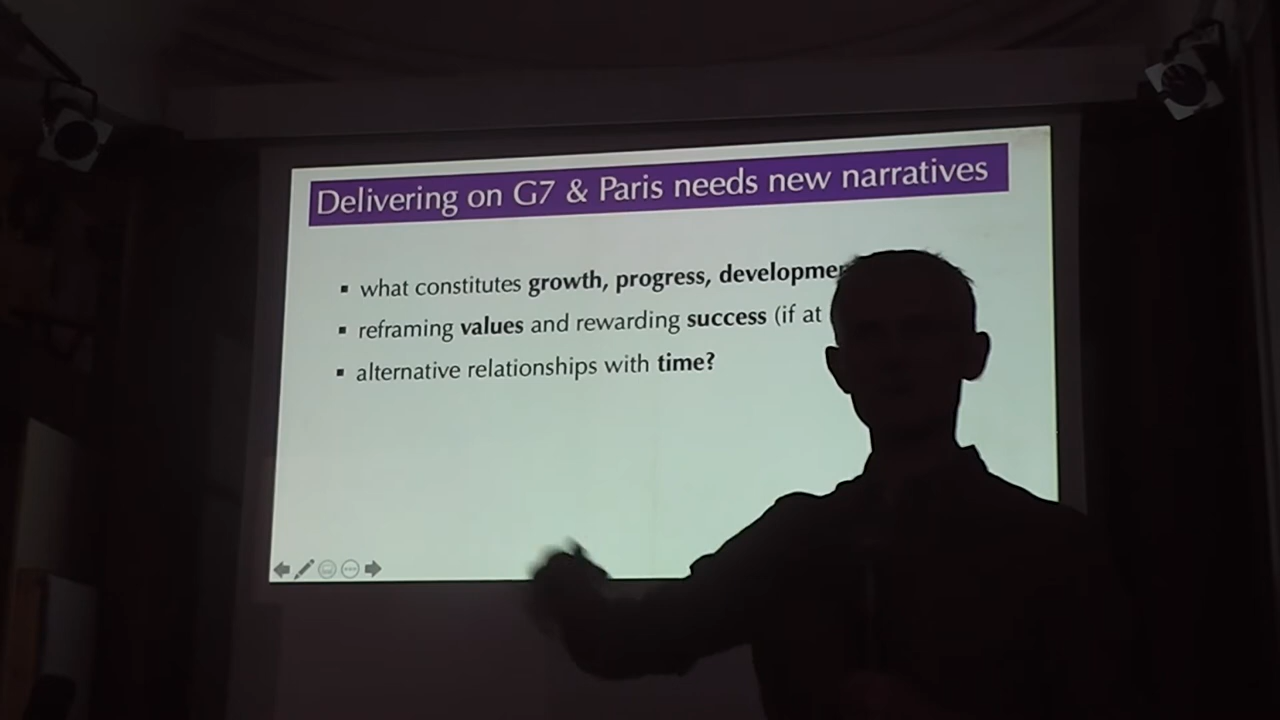 Delivering on G7 & Paris needs new narratives
▪ what constitutes growth, progress, developmen
▪ reframing values and rewarding success (if at
▪ alternative relationships with time?